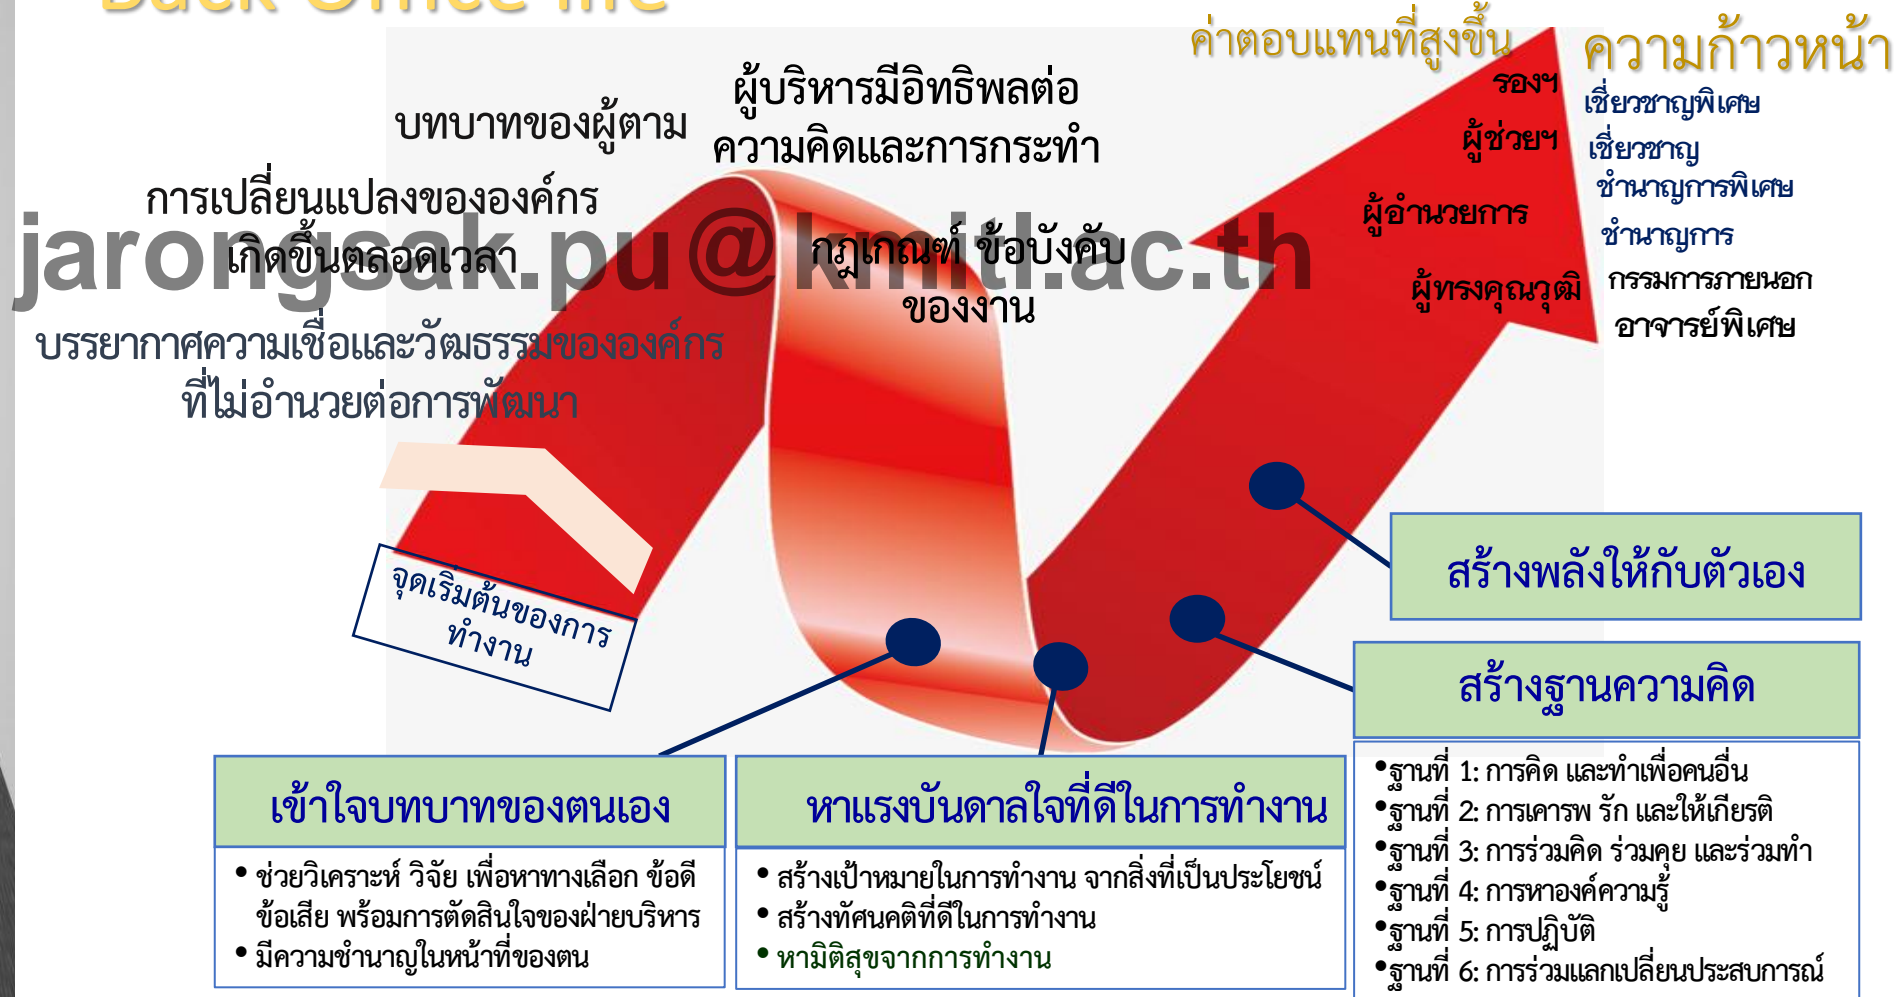 Back Office life
ค่าตอบแทนที่สูงขึ้น
ความก้าวหน้า
บทบาทของผู้ตาม
ผู้บริหารมีอิทธิพลต่อ
ความคิดและการกระทำ
การเปลี่ยนแปลงขององค์กร
เกิดขึ้นตลอดเวลา
กฎเกณฑ์ ข้อบังคับ
ของงาน
jarongsak.pu@kmitl.ac.th
บรรยากาศความเชื่อและวัฒธรรมขององค์กร
ที่ไม่อำนวยต่อการพัฒนา
รองฯ
ผู้ช่วยฯ
ผู้อำนวยการ
ผู้ทรงคุณวุฒิ
เชี่ยวชาญพิเศษ
เชี่ยวชาญ
ชำนาญการพิเศษ
ชำนาญการ
กรรมการภายนอก
อาจารย์พิเศษ
จุดเริ่มต้นของการ
ทำงาน
เข้าใจบทบาทของตนเอง
• ช่วยวิเคราะห์ วิจัย เพื่อหาทางเลือก ข้อดี
ข้อเสีย พร้อมการตัดสินใจของฝ่ายบริหาร
• มีความชำนาญในหน้าที่ของตน
หาแรงบันดาลใจที่ดีในการทำงาน
• สร้างเป้าหมายในการทำงาน จากสิ่งที่เป็นประโยชน์
• สร้างทัศนคติที่ดีในการทำงาน
• หามิติสุขจากการทำงาน
สร้างพลังให้กับตัวเอง
สร้างฐานความคิด
•ฐานที่ 1: การคิด และทำเพื่อคนอื่น
•ฐานที่ 2: การเคารพ รัก และให้เกียรติ
•ฐานที่ 3: การร่วมคิด ร่วมคุย และร่วมทำ
•ฐานที่ 4: การหาองค์ความรู้
•ฐานที่ 5: การปฏิบัติ
•ฐานที่ 6: การร่วมแลกเปลี่ยนประสบการณ์